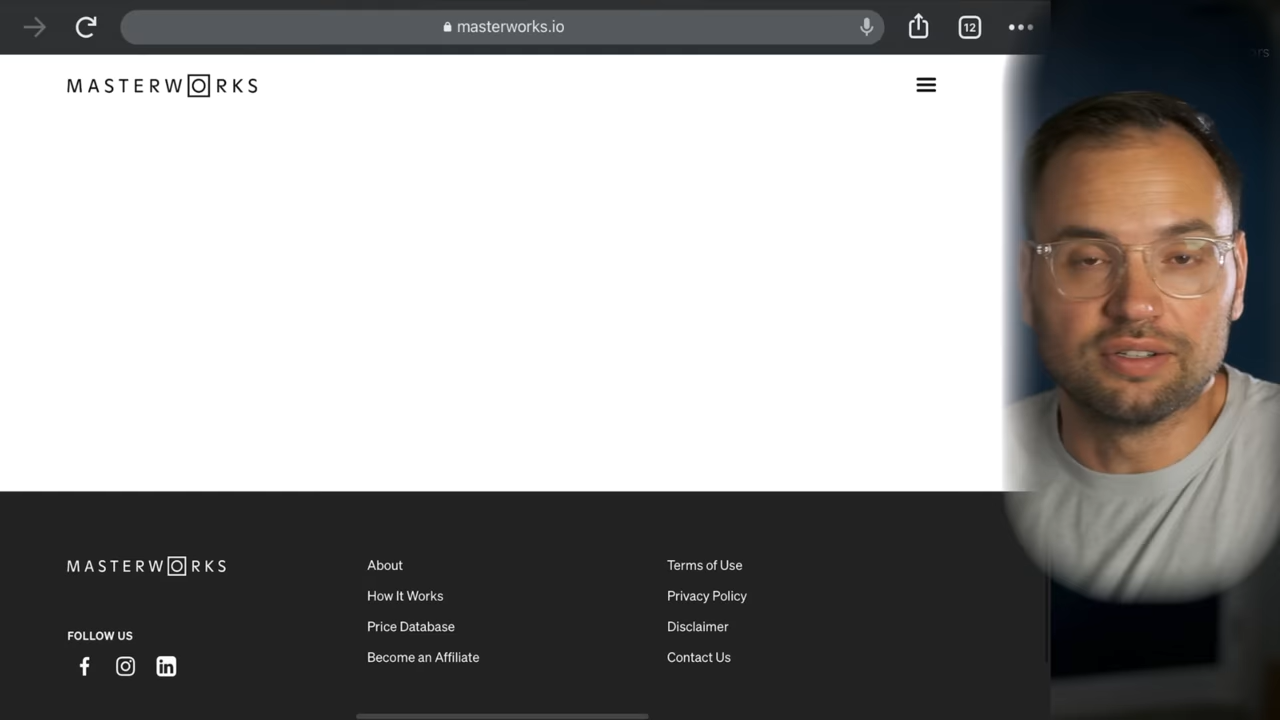 masterworks.io
12
MASTERWORKS
MASTERWORKS
FOLLOW US
About
How It Works
Price Database
Become an Affiliate
Terms of Use
Privacy Policy
Disclaimer
Contact Us